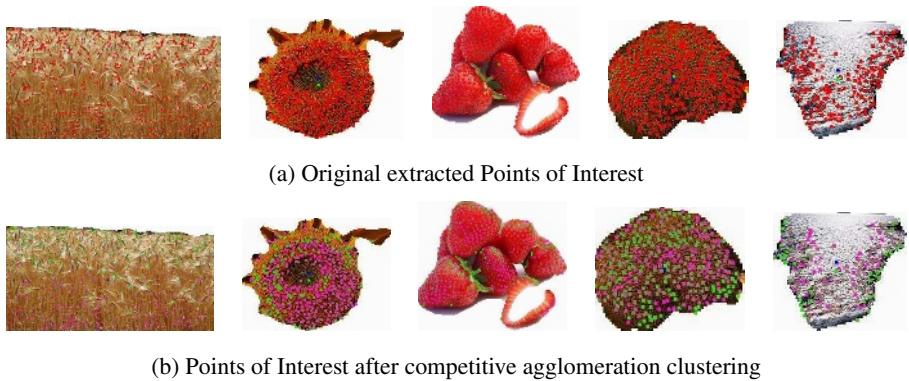 (a) Original extracted Points of Interest
(b) Points of Interest after competitive agglomeration clustering